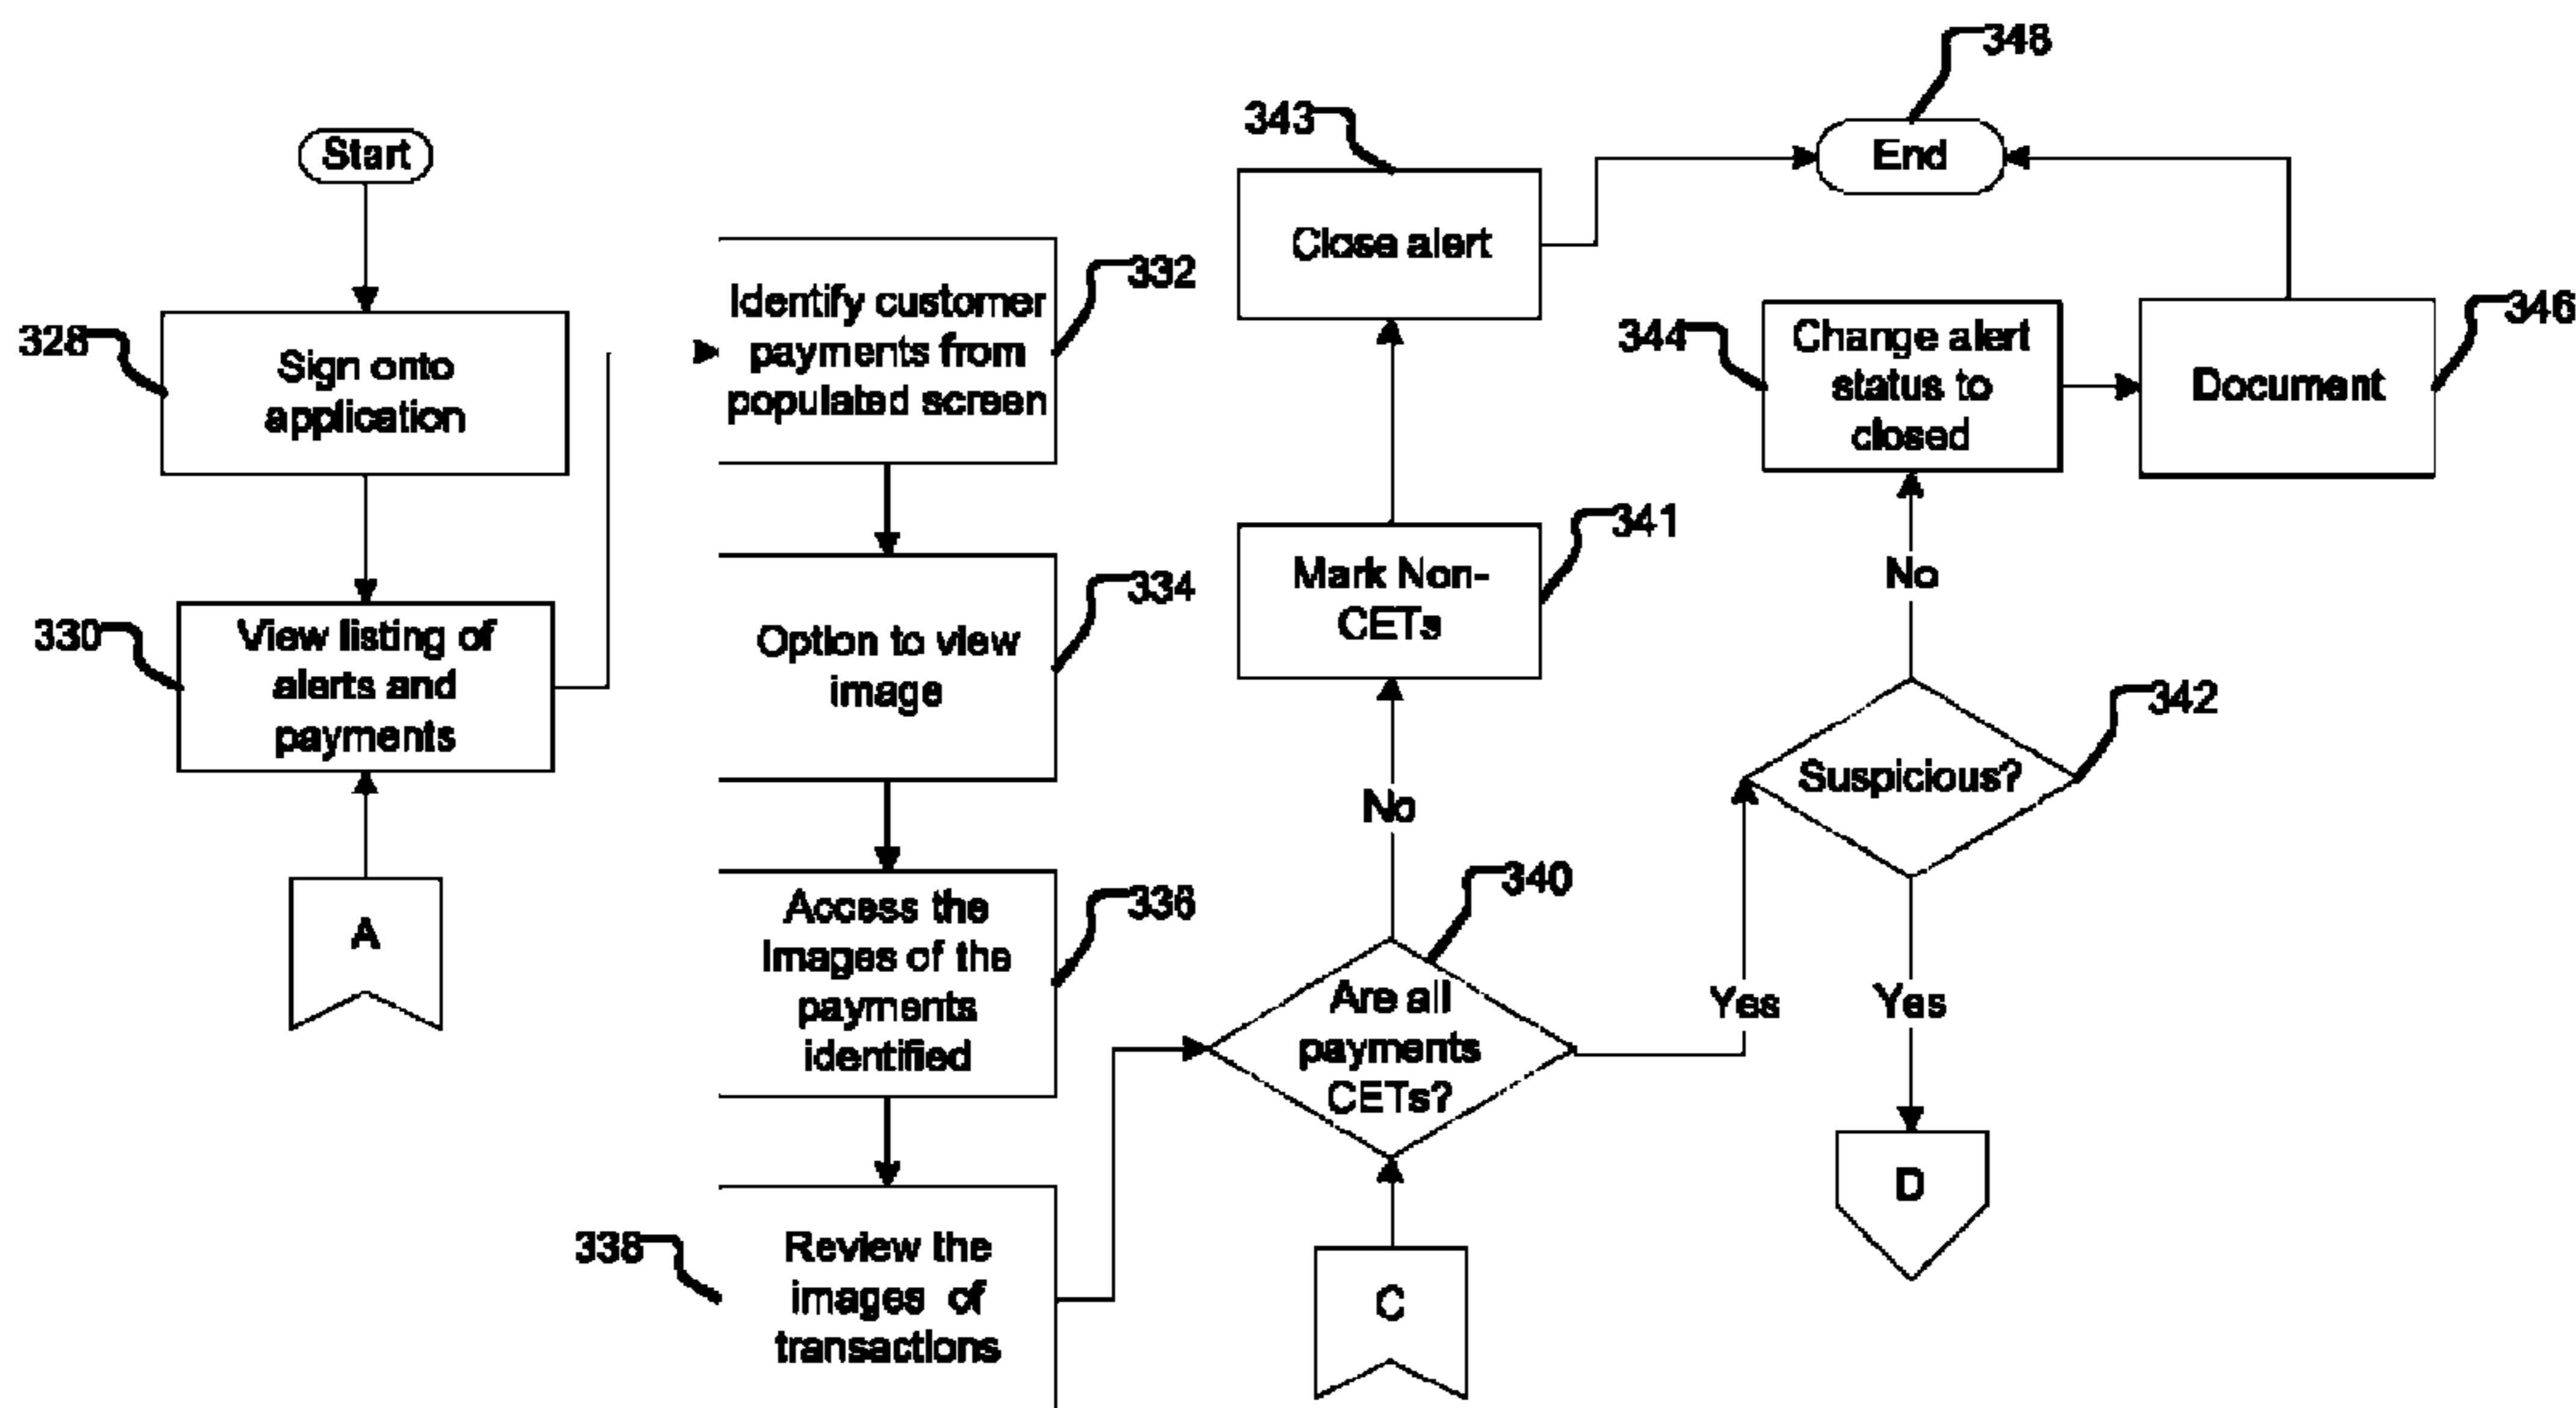 Start
328
Sign onto
application
330
View listing of
alerts and
payments
A
332
Identify customer
payments from
populated screen
334
Option to view
image
336
Access the
images of the
payments
identified
338
Review the
images of
transactions
343
Close alert
341
Mark Non-
CETs
No
340
Are all
payments
CETs?
C
Yes
348
End
344
Change alert
status to
closed
346
Document
No
342
Suspicious?
Yes
D